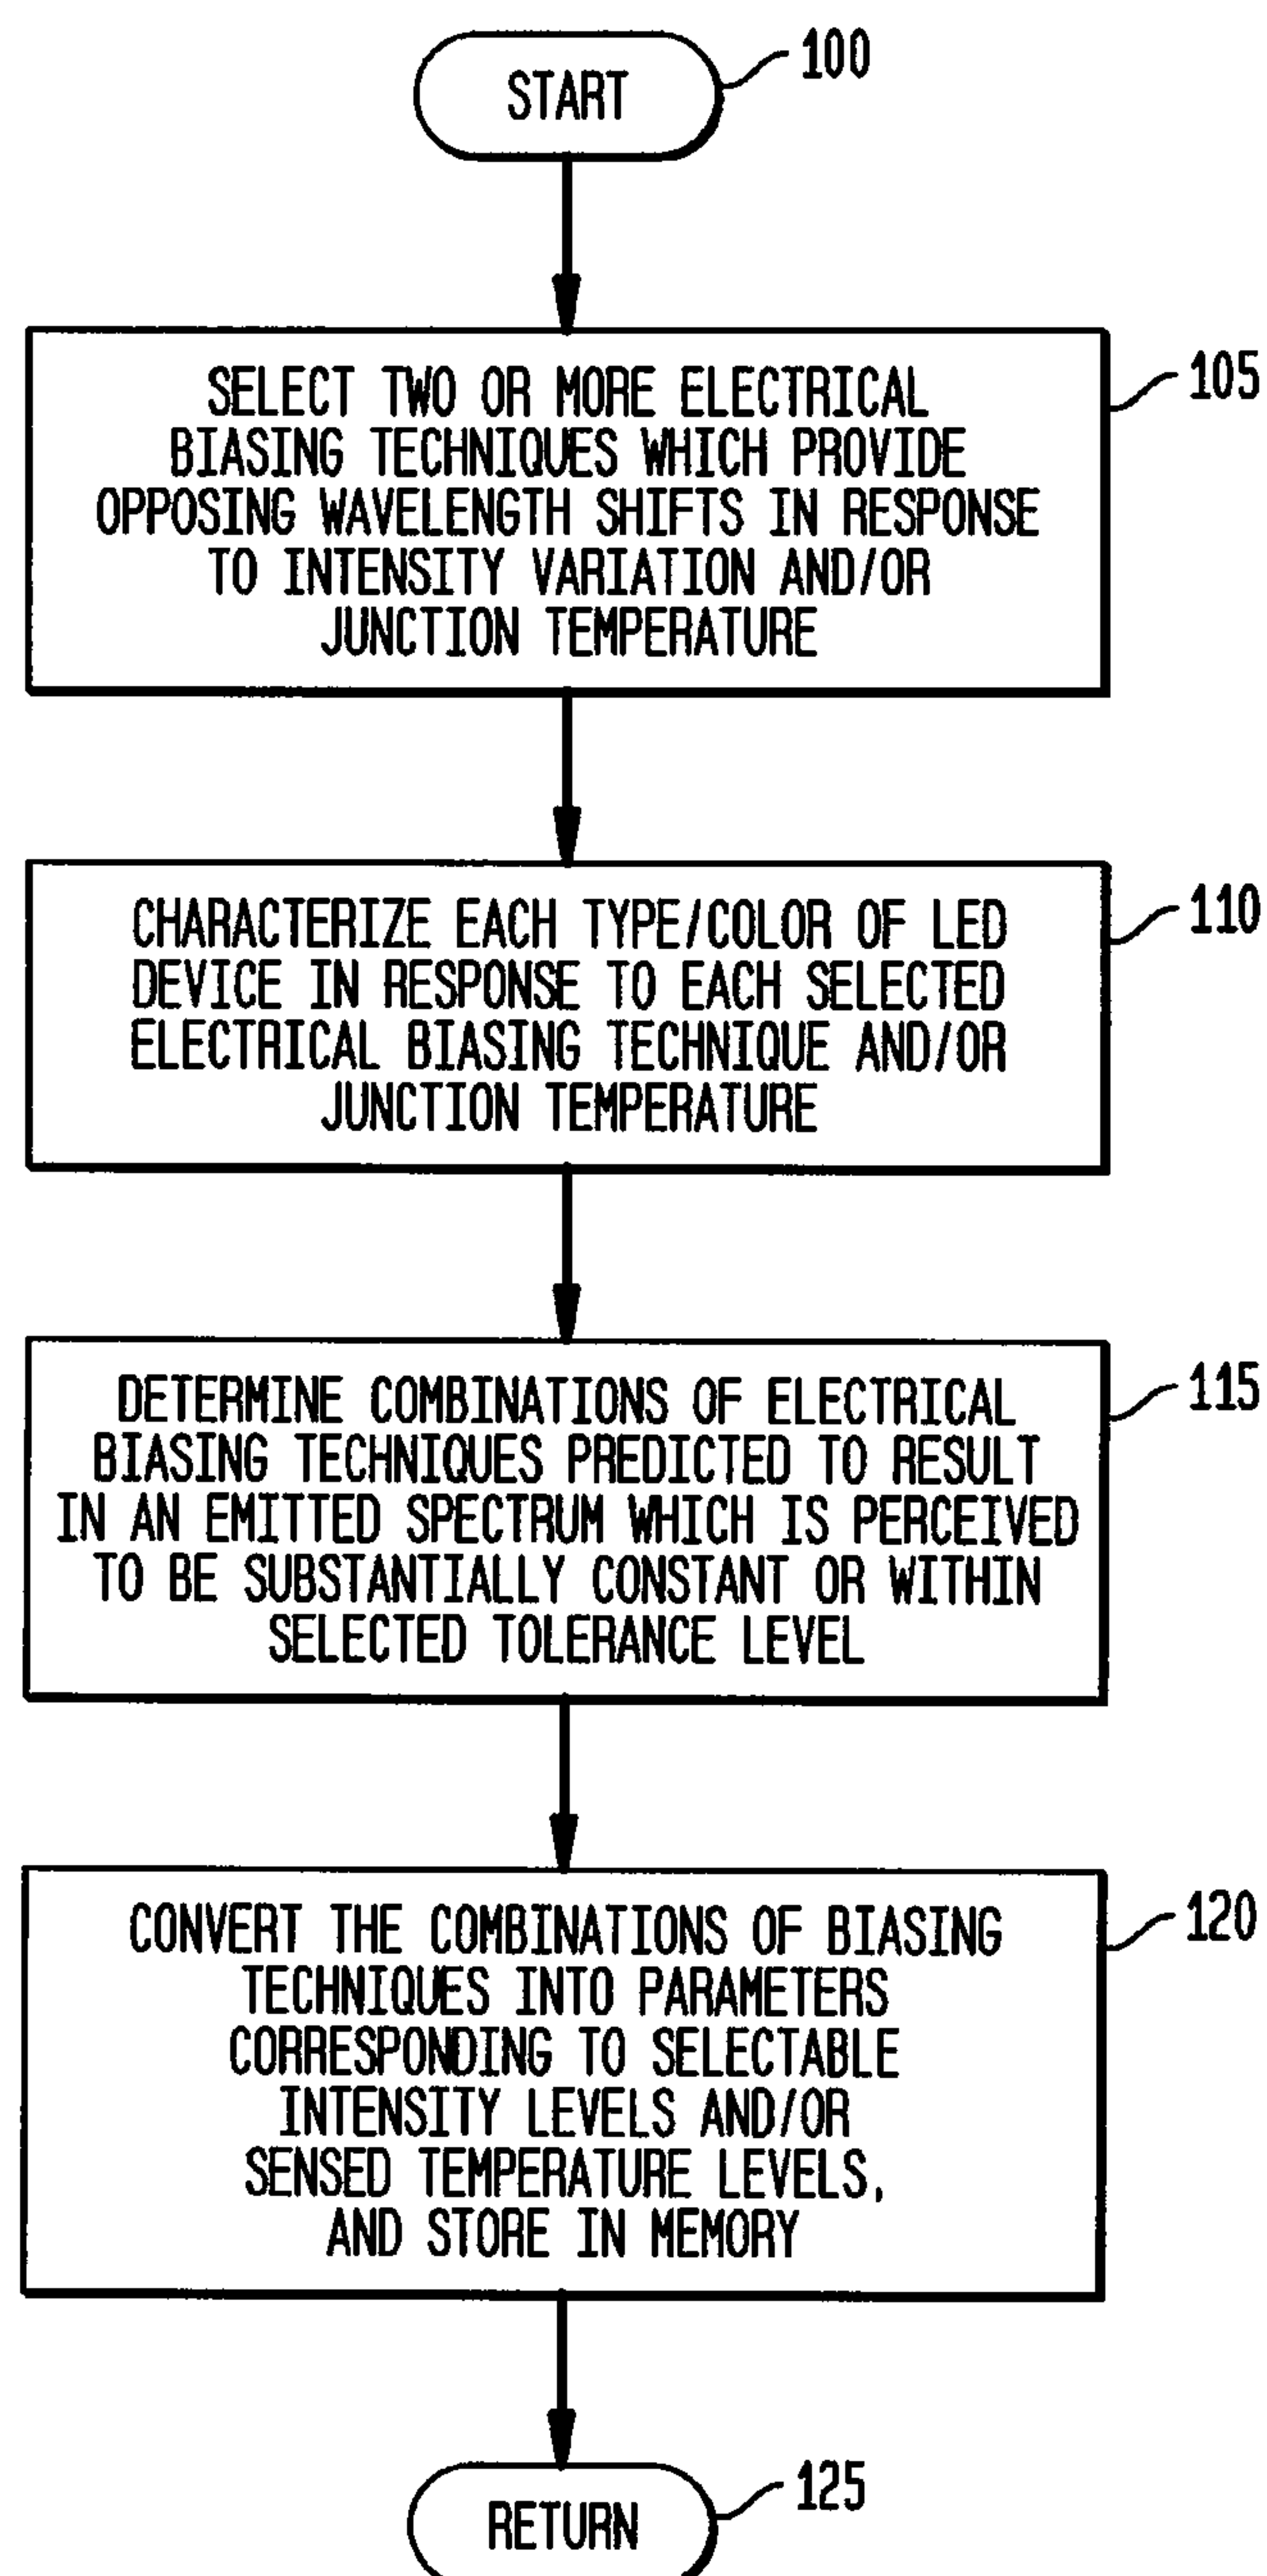 START
100
SELECT TWO OR MORE ELECTRICAL
BIASING TECHNIQUES WHICH PROVIDE
OPPOSING WAVELENGTH SHIFTS IN RESPONSE
TO INTENSITY VARIATION AND/OR
JUNCTION TEMPERATURE
105
CHARACTERIZE EACH TYPE/COLOR OF LED
DEVICE IN RESPONSE TO EACH SELECTED
ELECTRICAL BIASING TECHNIQUE AND/OR
JUNCTION TEMPERATURE
110
DETERMINE COMBINATIONS OF ELECTRICAL
BIASING TECHNIQUES PREDICTED TO RESULT
IN AN EMITTED SPECTRUM WHICH IS PERCEIVED
TO BE SUBSTANTIALLY CONSTANT OR WITHIN
SELECTED TOLERANCE LEVEL
115
CONVERT THE COMBINATIONS OF BIASING
TECHNIQUES INTO PARAMETERS
CORRESPONDING TO SELECTABLE
INTENSITY LEVELS AND/OR
SENSED TEMPERATURE LEVELS,
AND STORE IN MEMORY
120
RETURN
125